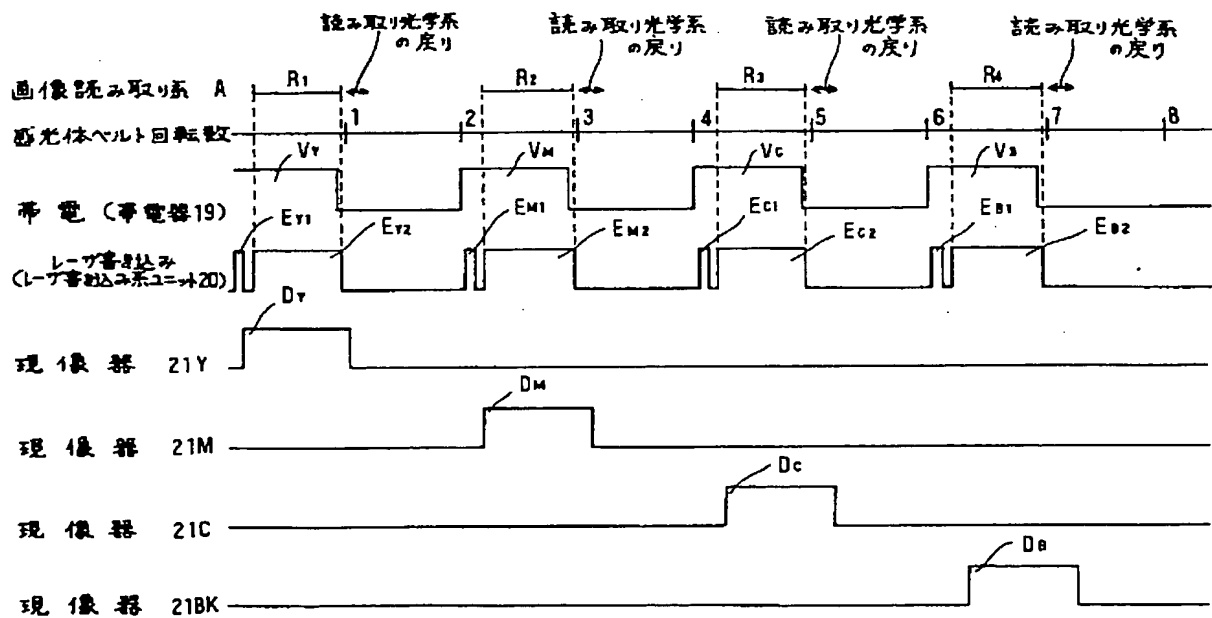 読み取り光学系
の戻り
読み取り光学系
の戻り
読み取り光学系
の戻り
読み取り光学系
の戻り
画像読み取り系 A R1 R2 R3 R4
感光体ベルト回転数 1 2 3 4 5 6 7 8
VY VM VC VB
帯電(帯電器19)
EY1 EY2 EM1 EM2 EC1 EC2 EB1 EB2
レーザ書き込み
(レーザ書き込み系ユニット20)
DY
現像器 21Y
DM
現像器 21M
DC
現像器 21C
DB
現像器 21BK